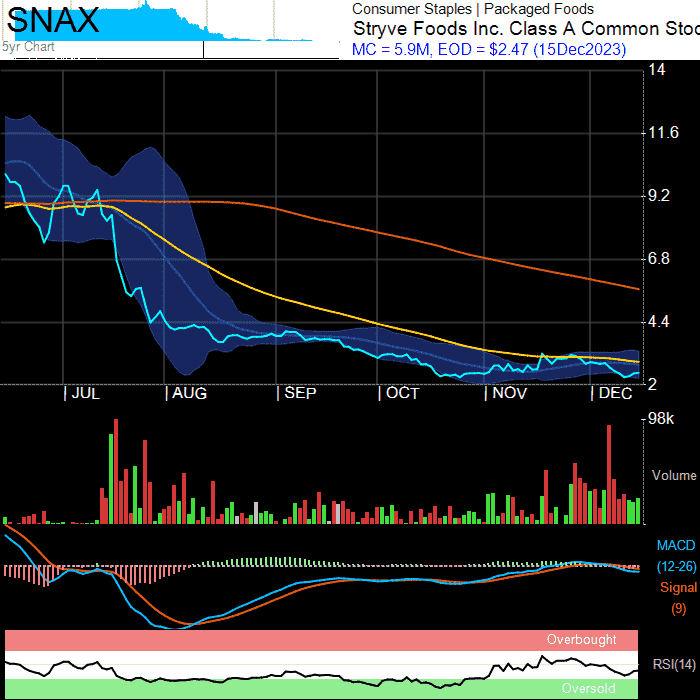 SNAX
5yr Chart
Consumer Staples | Packaged Foods
Stryve Foods Inc. Class A Common Stoc
MC = 5.9M, EOD = $2.47 (15Dec2023)
14
11.6
9.2
6.8
4.4
2
| JUL | AUG | SEP | OCT | NOV | DEC
98k
Volume
MACD
(12-26)
Signal
(9)
Overbought
RSI(14)
Oversold